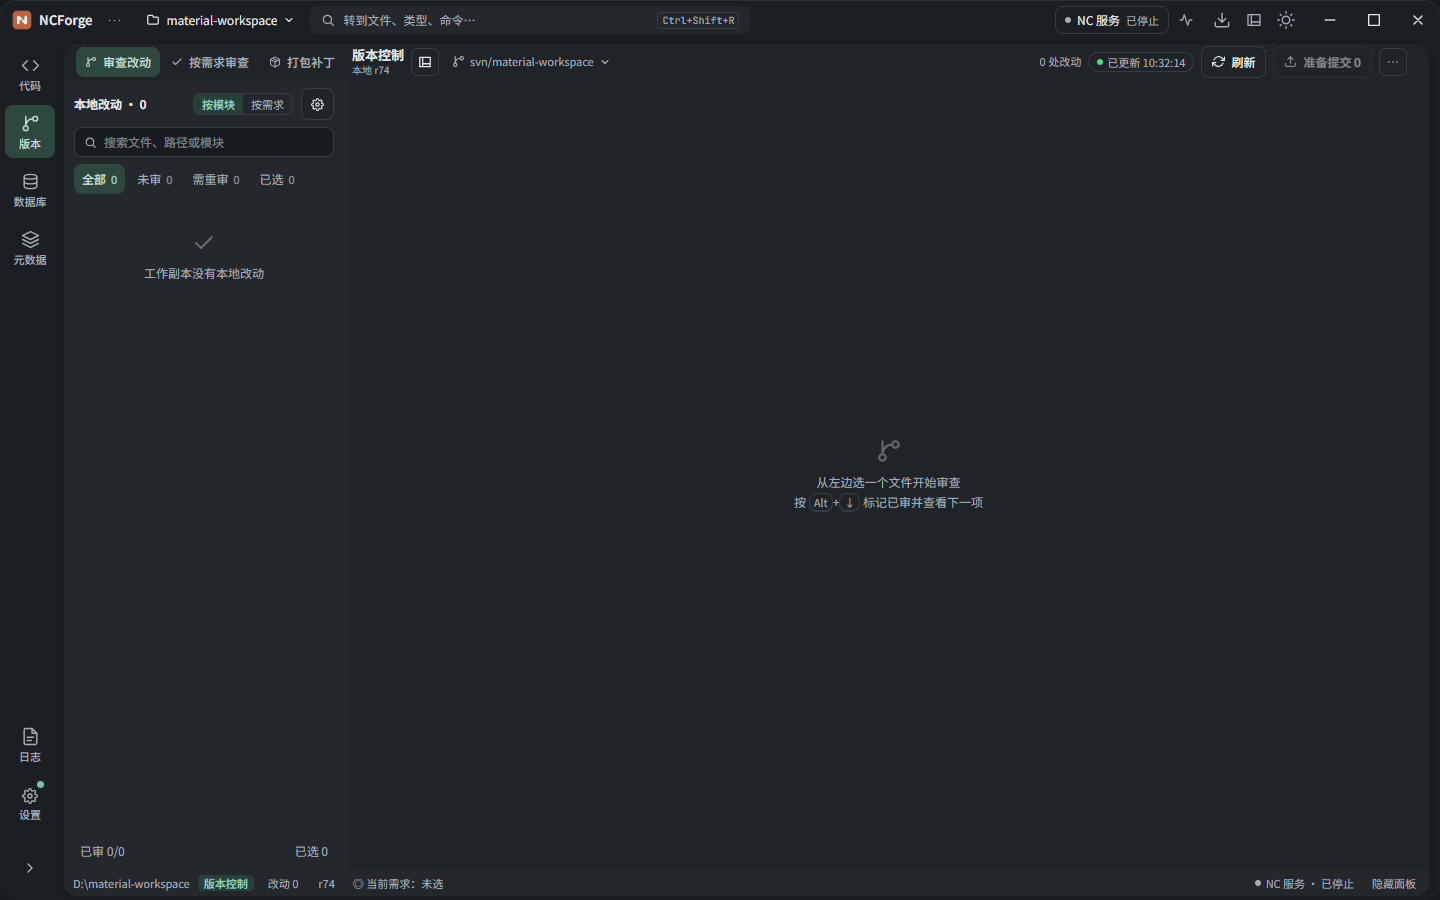 NCForge ··· material-workspace 转到文件、类型、命令··· Ctrl+Shift+R NC 服务 已停止
代码
版本
数据库
元数据
日志
设置
审查改动 按需求审查 打包补丁
版本控制
本地 r74
svn/material-workspace
0 处改动 已更新 10:32:14 刷新 准备提交 0 ···
本地改动 · 0 按模块 按需求
搜索文件、路径或模块
全部 0 未审 0 需重审 0 已选 0
工作副本没有本地改动
从左边选一个文件开始审查
按 Alt+↓ 标记已审并查看下一项
已审 0/0 已选 0
D:\material-workspace 版本控制 改动 0 r74 ◎ 当前需求：未选 NC 服务 · 已停止 隐藏面板